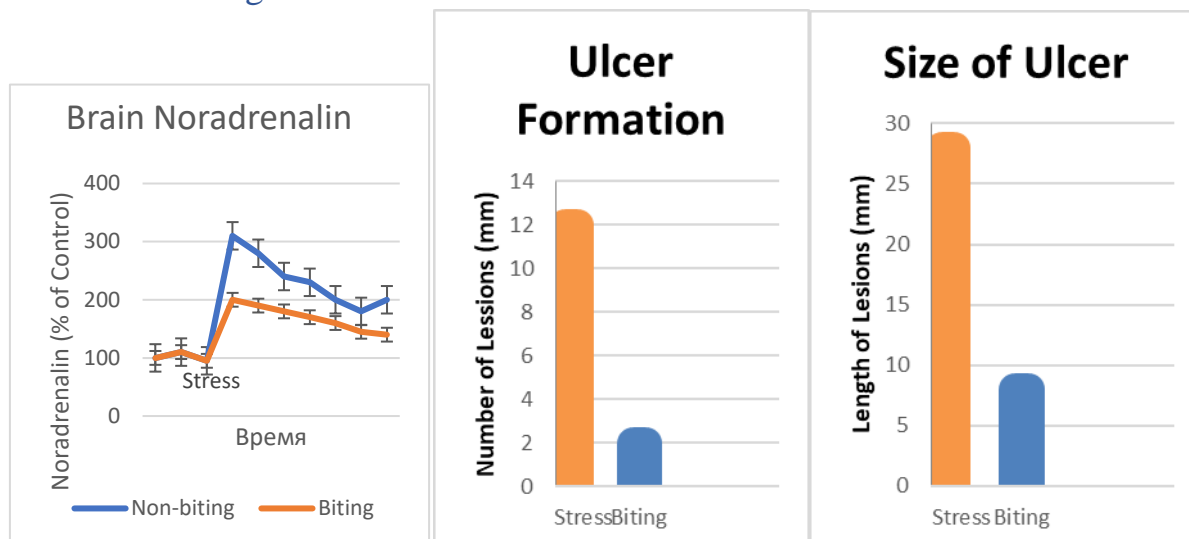 Brain Noradrenalin
Noradrenalin (% of Control)
400
300
200
100
0
Stress
Время
Non-biting
Biting
Ulcer
Formation
Number of Lessions (mm)
14
12
10
8
6
4
2
0
Stress Biting
Size of Ulcer
Length of Lesions (mm)
30
25
20
15
10
5
0
Stress Biting